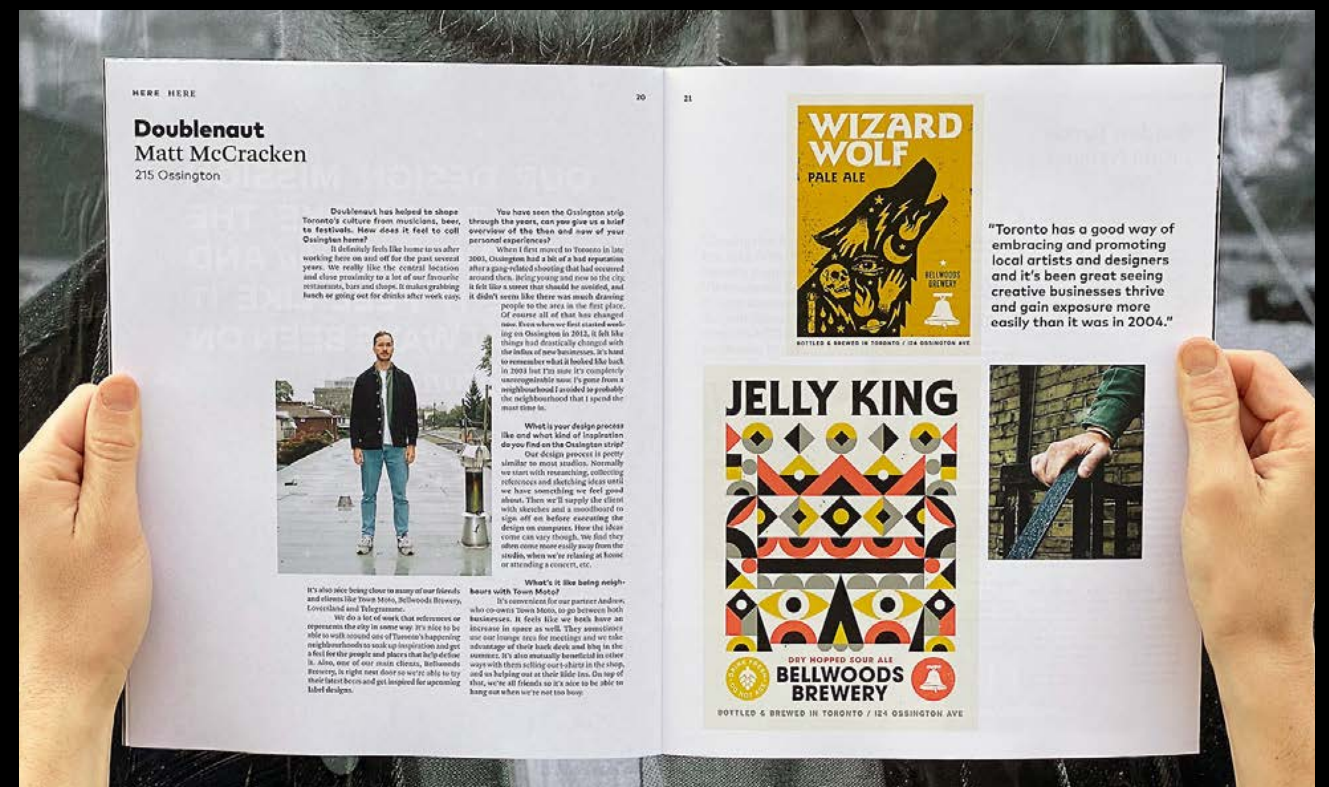 HERE HERE
20
Doublenaut
Matt McCracken
215 Ossington
Doublenaut has helped to shape
Toronto's culture from musicians, beer,
to festivals. How does it feel to call
Ossington home?
It definitely feels like home to us after
working here on and off for the past several
years. We really like the central location
and close proximity to a lot of our favourite
restaurants, bars and shops. It makes grabbing
lunch or going out for drinks after work easy.
It's also nice being close to many of our friends
and clients like Town Moto, Bellwoods Brewery,
Loversland and Telegramme.
We do a lot of work that references or
represents the city in some way. It's nice to be
able to walk around one of Toronto's happening
neighbourhoods to soak up inspiration and get
a feel for the people and places that help define
it. Also, one of our main clients, Bellwoods
Brewery, is right next door so we're able to try
their latest beers and get inspired for upcoming
label designs.
You have seen the Ossington strip
through the years, can you give us a brief
overview of the then and now of your
personal experiences?
When I first moved to Toronto in late
2003, Ossington had a bit of a bad reputation
after a gang-related shooting that had occurred
around then. Being young and new to the city,
it felt like a street that should be avoided, and
it didn't seem like there was much drawing
people to the area in the first place.
Of course all of that has changed
now. Even when we first started work-
ing on Ossington in 2012, it felt like
things had drastically changed with
the influx of new businesses. It's hard
to remember what it looked like back
in 2003 but I'm sure it's completely
unrecognizable now. I's gone from a
neighbourhood I avoided to probably
the neighbourhood that I spend the
most time in.
What is your design process
like and what kind of inspiration
do you find on the Ossington strip?
Our design process is pretty
similar to most studios. Normally
we start with researching, collecting
references and sketching ideas until
we have something we feel good
about. Then we'll supply the client
with sketches and a moodboard to
sign off on before executing the
design on computer. How the ideas
come can vary though. We find they
often come more easily away from the
studio, when we're relaxing at home
or attending a concert, etc.
What's it like being neigh-
bours with Town Moto?
It's convenient for our partner Andrew,
who co-owns Town Moto, to go between both
businesses. It feels like we both have an
increase in space as well. They sometimes
use our lounge area for meetings and we take
advantage of their back deck and bbq in the
summer. It's also mutually beneficial in other
ways with them selling our t-shirts in the shop,
and us helping out at their Ride-Ins. On top of
that, we're all friends so it's nice to be able to
hang out when we're not too busy.
21
WIZARD
WOLF
PALE ALE
BELLWOODS
BREWERY
BOTTLED & BREWED IN TORONTO / 124 OSSINGTON AVE
"Toronto has a good way of
embracing and promoting
local artists and designers
and it's been great seeing
creative businesses thrive
and gain exposure more
easily than it was in 2004."
JELLY KING
DRINK FRESH
DO NOT AGE
DRY HOPPED SOUR ALE
BELLWOODS
BREWERY
BOTTLED & BREWED IN TORONTO / 124 OSSINGTON AVE